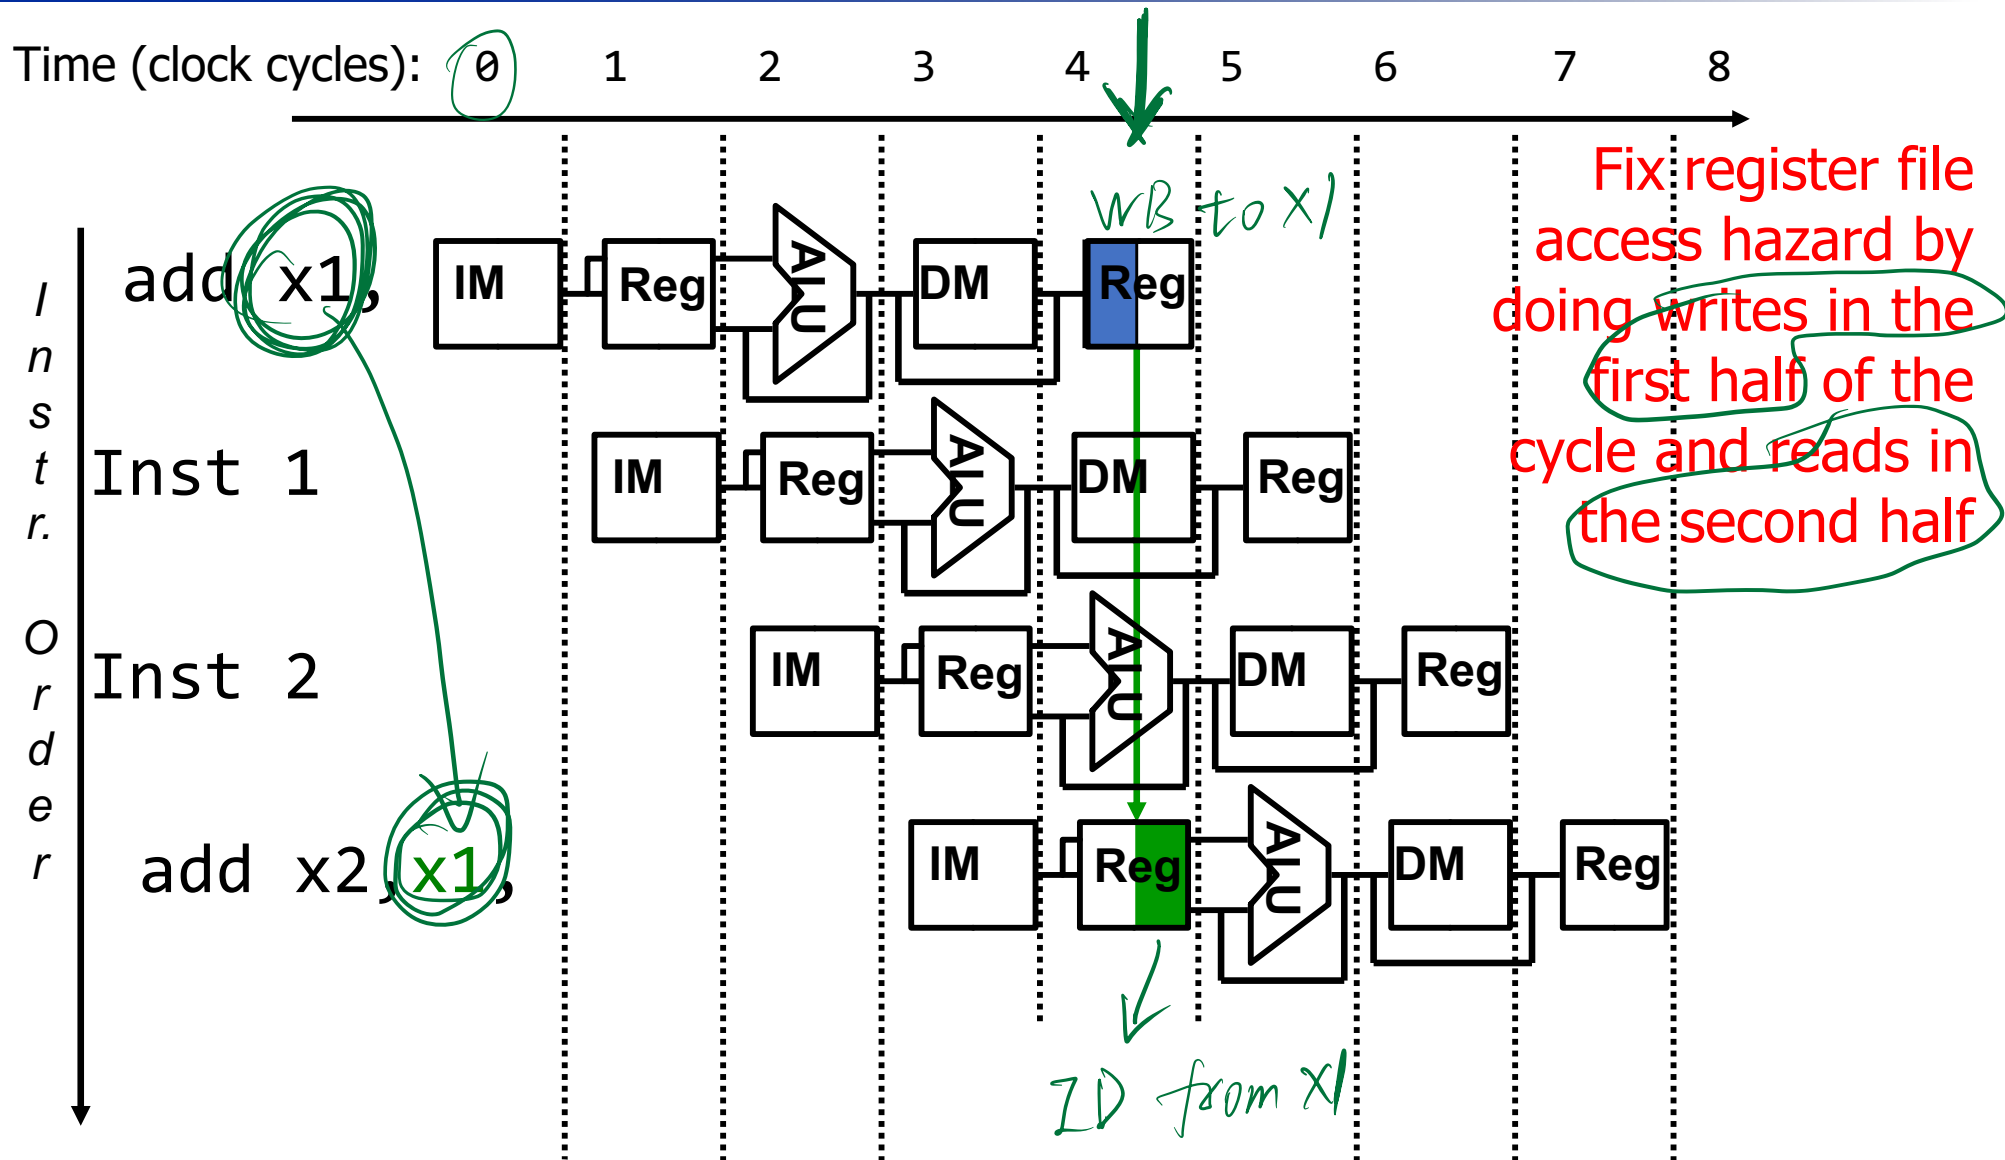 Time (clock cycles): 0 1 2 3 4 5 6 7 8
Fix register file
access hazard by
doing writes in the
first half of the
cycle and reads in
the second half
WB to x1
Instr. Order
add x1,
IM Reg ALU DM Reg
Inst 1
IM Reg ALU DM Reg
Inst 2
IM Reg ALU DM Reg
add x2,x1,
IM Reg ALU DM Reg
ID from x1